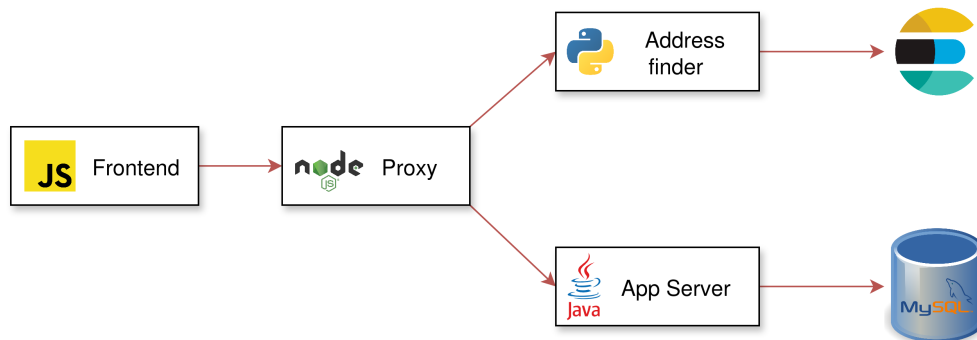 Address
finder
JS
Frontend
node
JS
Proxy
Java
App Server
MySQL